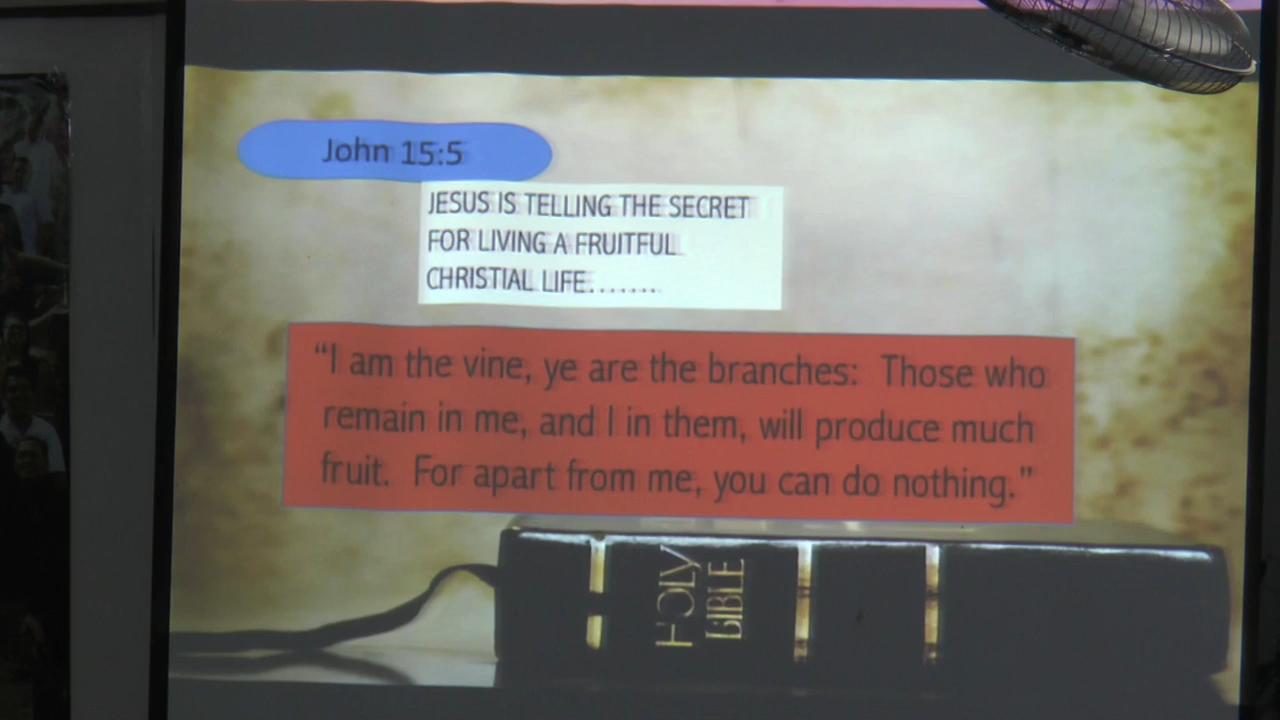 John 15:5
JESUS IS TELLING THE SECRET
FOR LIVING A FRUITFUL
CHRISTIAL LIFE.......
“I am the vine, ye are the branches: Those who
remain in me, and I in them, will produce much
fruit. For apart from me, you can do nothing.”
HOLY
BIBLE